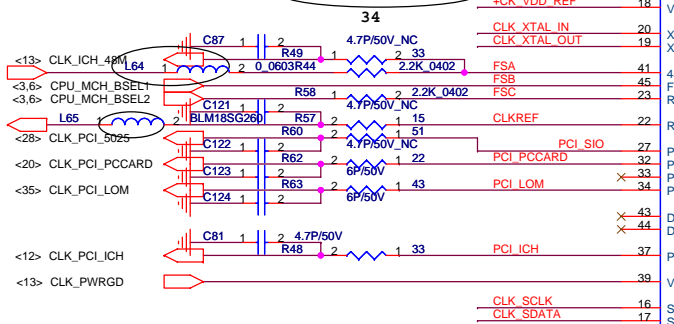 +CK_VDD_REF 18 V
34
C87 1 2 4.7P/50V_NC CLK_XTAL_IN 20 X
CLK_XTAL_OUT 19 X
<13> CLK_ICH_48M R49 33
L64 1 2 0_0603R44 2 1 2.2K_0402 FSA 41 4
<3,6> CPU_MCH_BSEL1 FSB 45 F
<3,6> CPU_MCH_BSEL2 R58 2 1 2.2K_0402 FSC 23 R
C121 1 2 4.7P/50V_NC
L65 1 2 BLM18SG260 R57 2 1 15 CLKREF 22 R
<28> CLK_PCI_5025 R60 2 1 51 PCI_SIO 27 P
C122 1 2 4.7P/50V_NC
<20> CLK_PCI_PCCARD R62 2 1 22 PCI_PCCARD 32 P
C123 1 2 6P/50V 33 P
<35> CLK_PCI_LOM R63 2 1 43 PCI_LOM 34 P
C124 1 2 6P/50V
43 D
44 D
C81 1 2 4.7P/50V
<12> CLK_PCI_ICH R48 2 1 33 PCI_ICH 37 P
<13> CLK_PWRGD 39 V
CLK_SCLK 16 S
CLK_SDATA 17 S